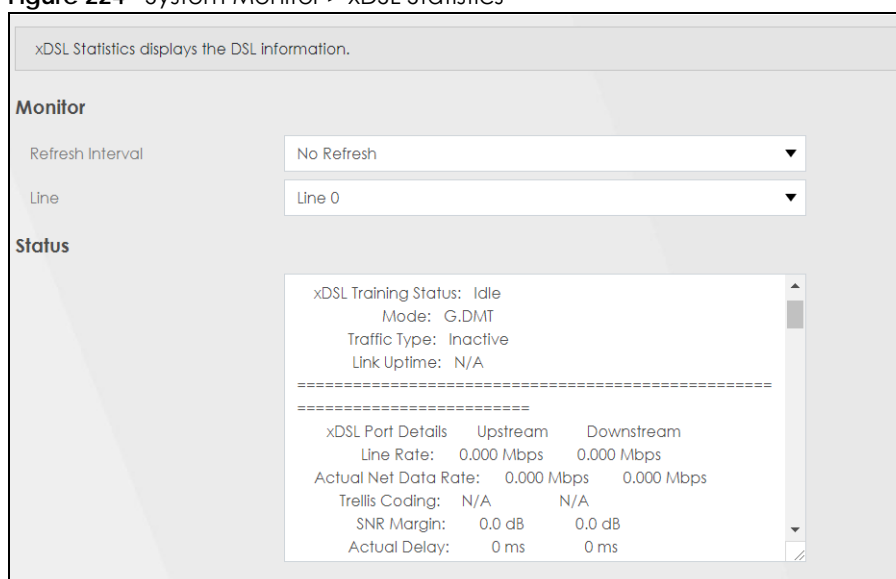 Figure 224 System Monitor > xDSL Statistics
xDSL Statistics displays the DSL information.
Monitor
Refresh Interval No Refresh
Line Line 0
Status
xDSL Training Status: Idle
Mode: G.DMT
Traffic Type: Inactive
Link Uptime: N/A
===================================================
=========================
xDSL Port Details Upstream Downstream
Line Rate: 0.000 Mbps 0.000 Mbps
Actual Net Data Rate: 0.000 Mbps 0.000 Mbps
Trellis Coding: N/A N/A
SNR Margin: 0.0 dB 0.0 dB
Actual Delay: 0 ms 0 ms